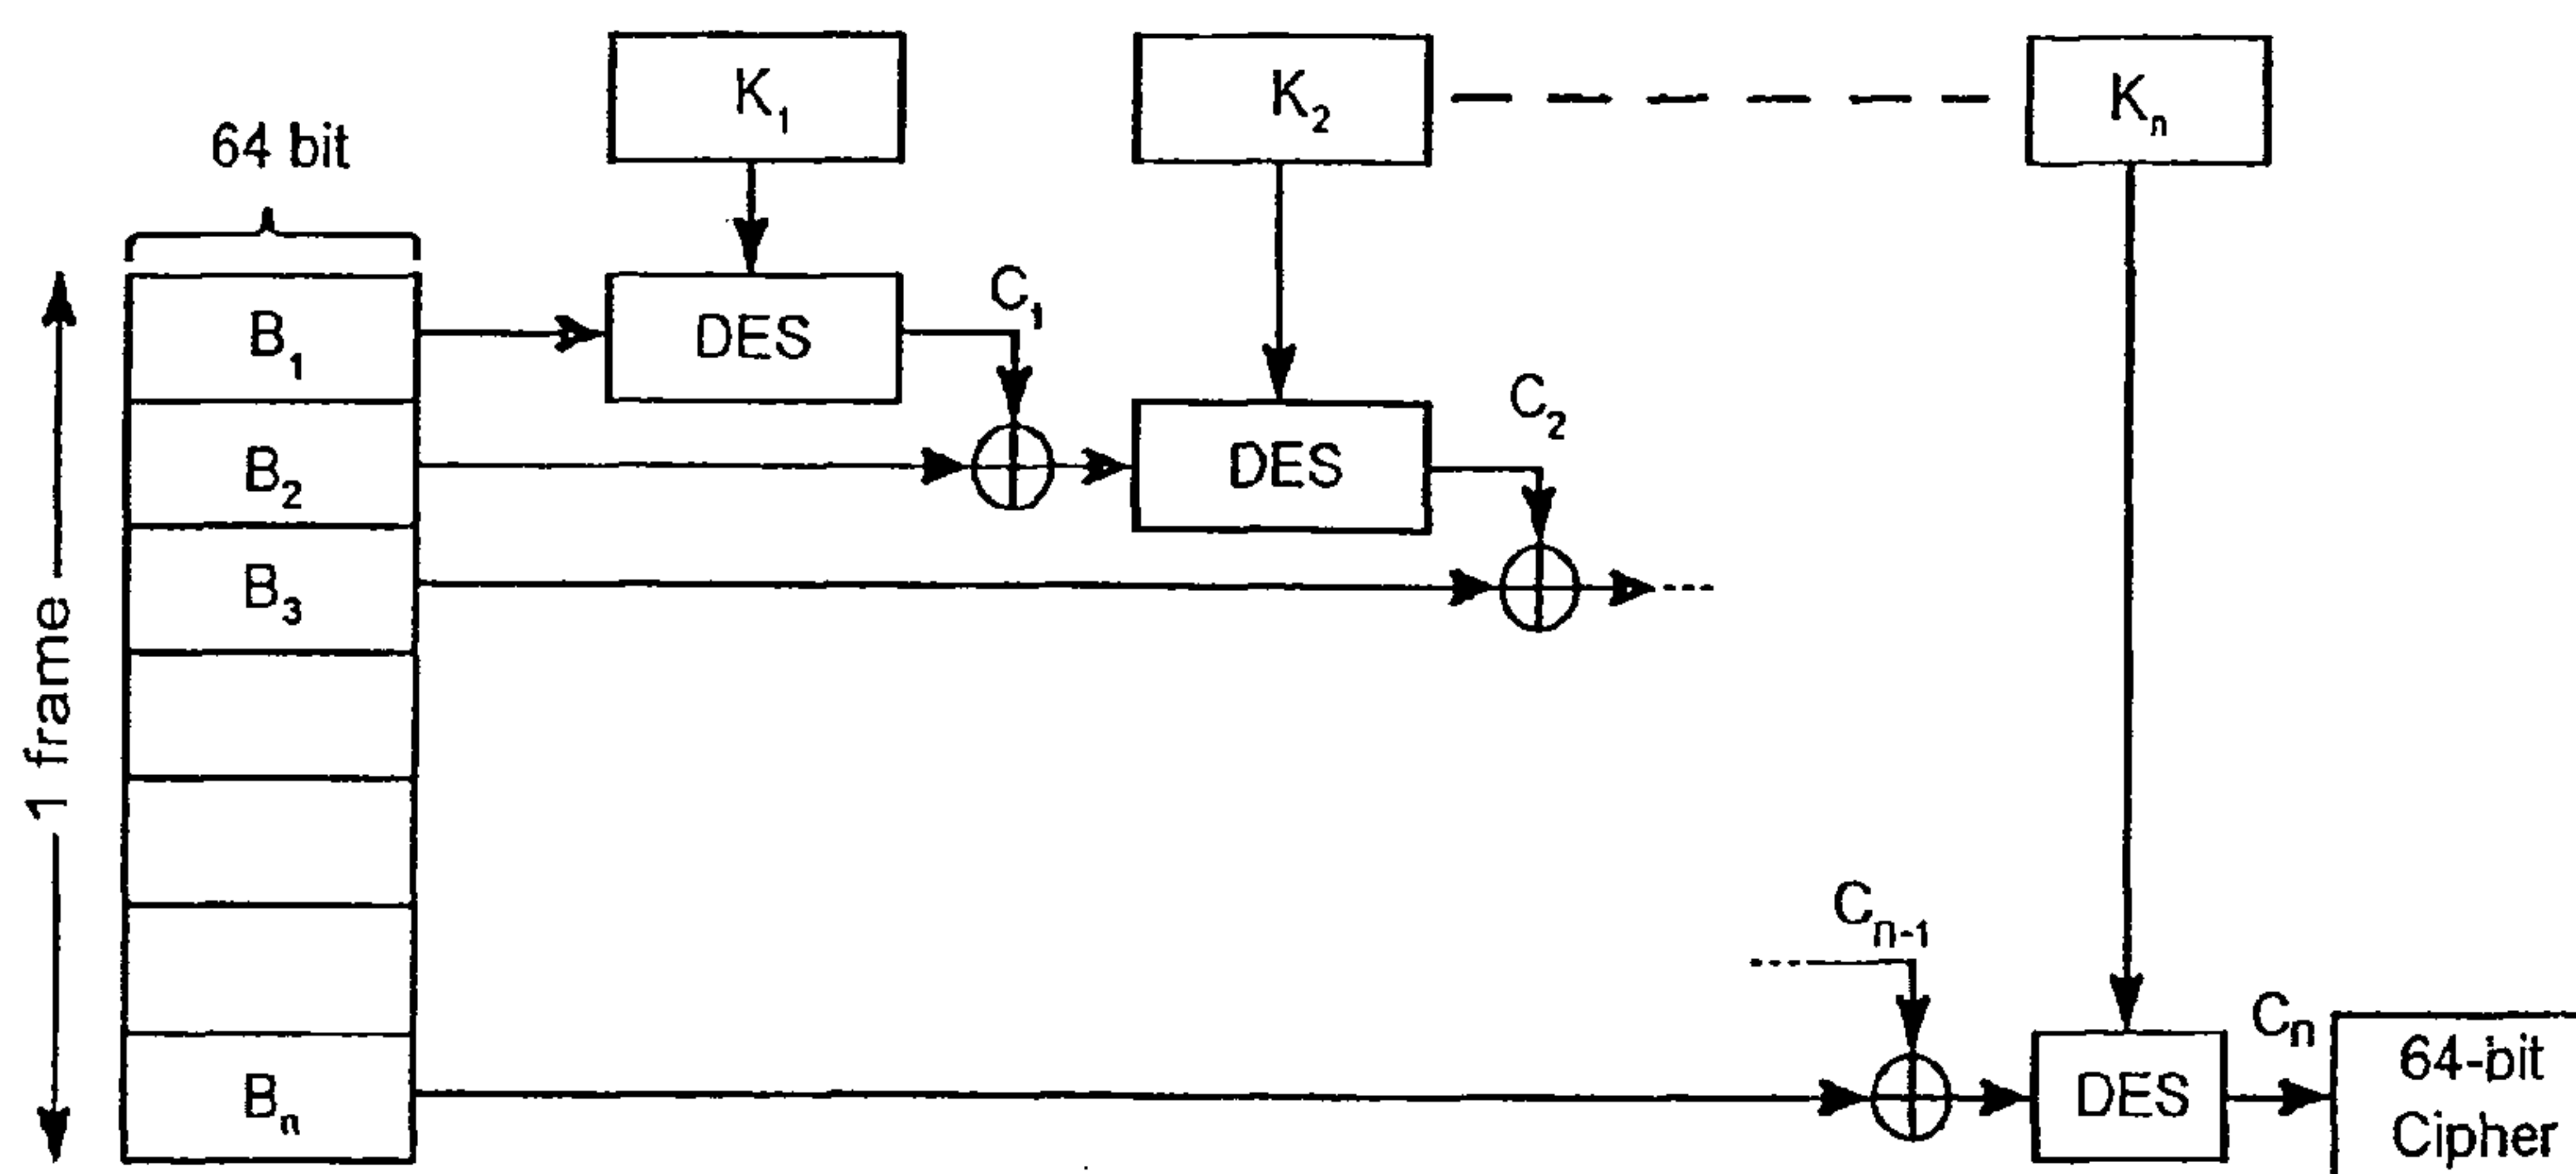 K₁
K₂
Kₙ
64 bit
B₁
DES
C₁
B₂
DES
C₂
B₃
1 frame
Cₙ₋₁
Bₙ
DES
Cₙ
64-bit
Cipher